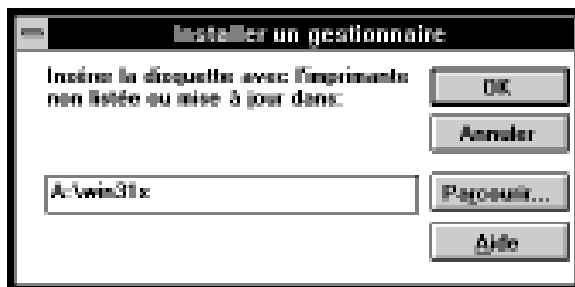 Installer un gestionnaire
Insérer la disquette avec l'imprimante
non listée ou mise à jour dans:
OK
Annuler
A:\win31x
Parcourir...
Aide